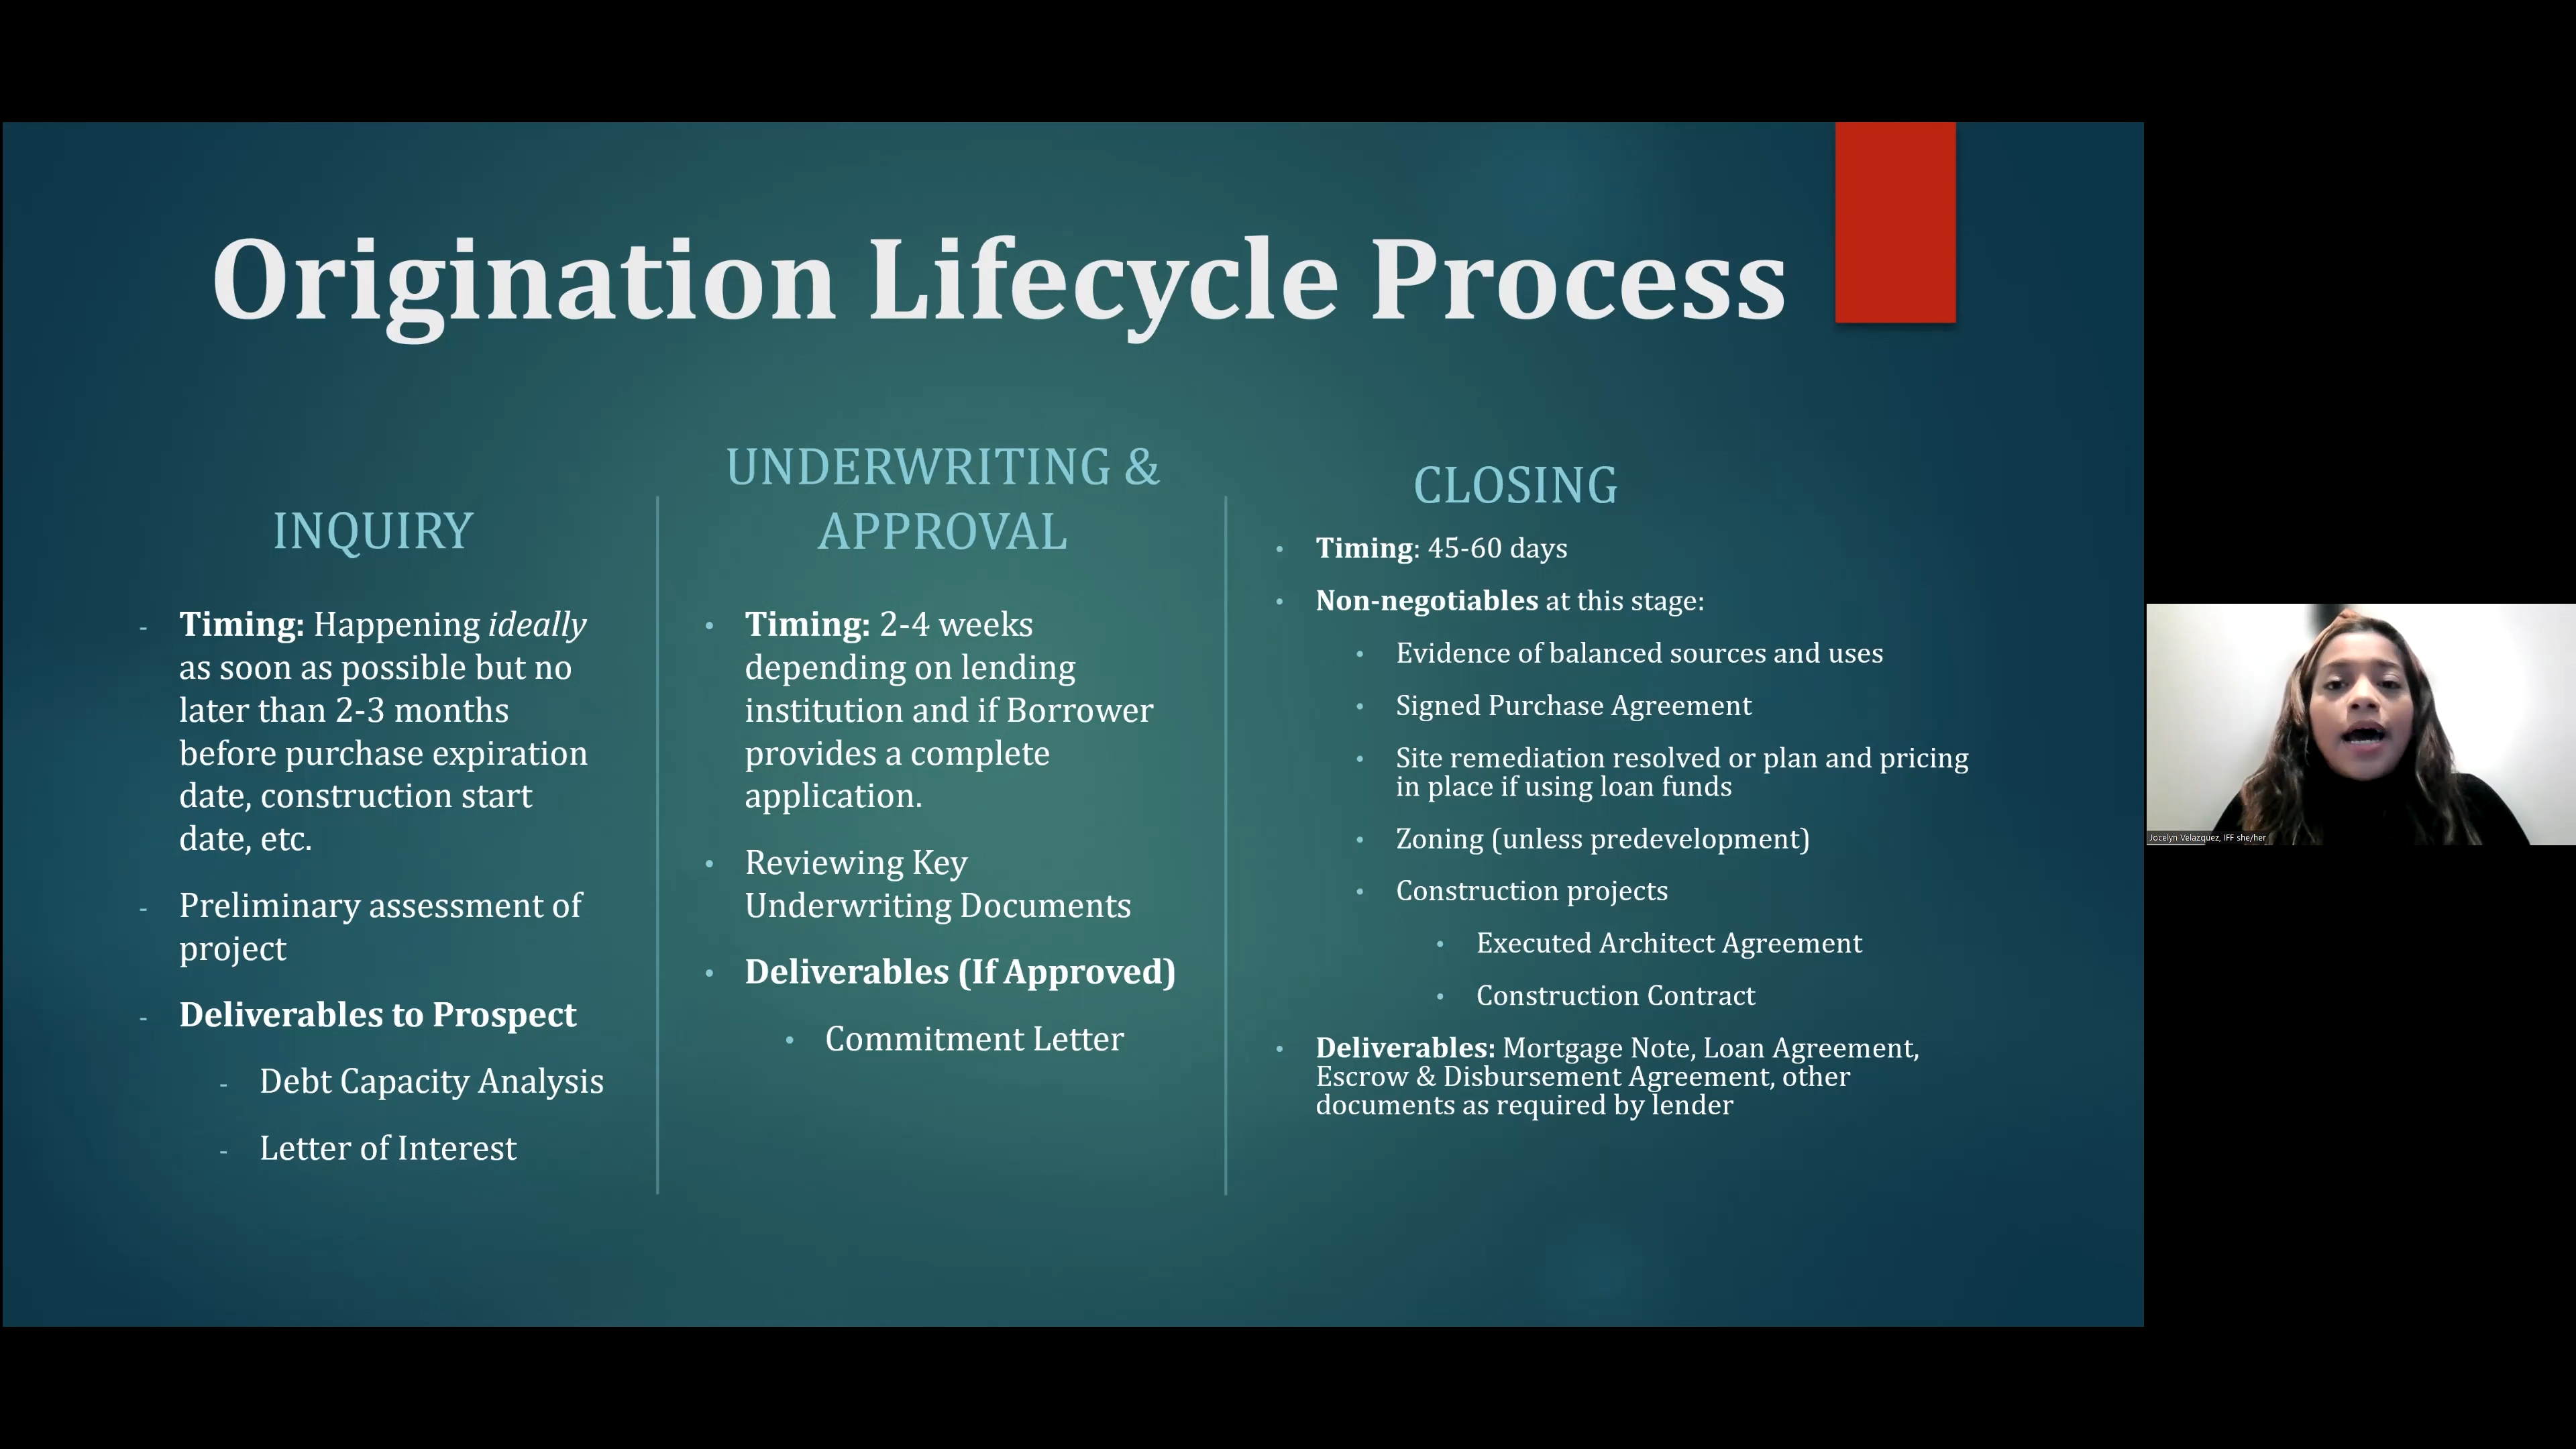 Origination Lifecycle Process
INQUIRY
- Timing: Happening ideally
as soon as possible but no
later than 2-3 months
before purchase expiration
date, construction start
date, etc.
- Preliminary assessment of
project
- Deliverables to Prospect
- Debt Capacity Analysis
- Letter of Interest
UNDERWRITING &
APPROVAL
• Timing: 2-4 weeks
depending on lending
institution and if Borrower
provides a complete
application.
• Reviewing Key
Underwriting Documents
• Deliverables (If Approved)
• Commitment Letter
CLOSING
• Timing: 45-60 days
• Non-negotiables at this stage:
• Evidence of balanced sources and uses
• Signed Purchase Agreement
• Site remediation resolved or plan and pricing
in place if using loan funds
• Zoning (unless predevelopment)
• Construction projects
• Executed Architect Agreement
• Construction Contract
• Deliverables: Mortgage Note, Loan Agreement,
Escrow & Disbursement Agreement, other
documents as required by lender
Jocelyn Velazquez, IFF she/her